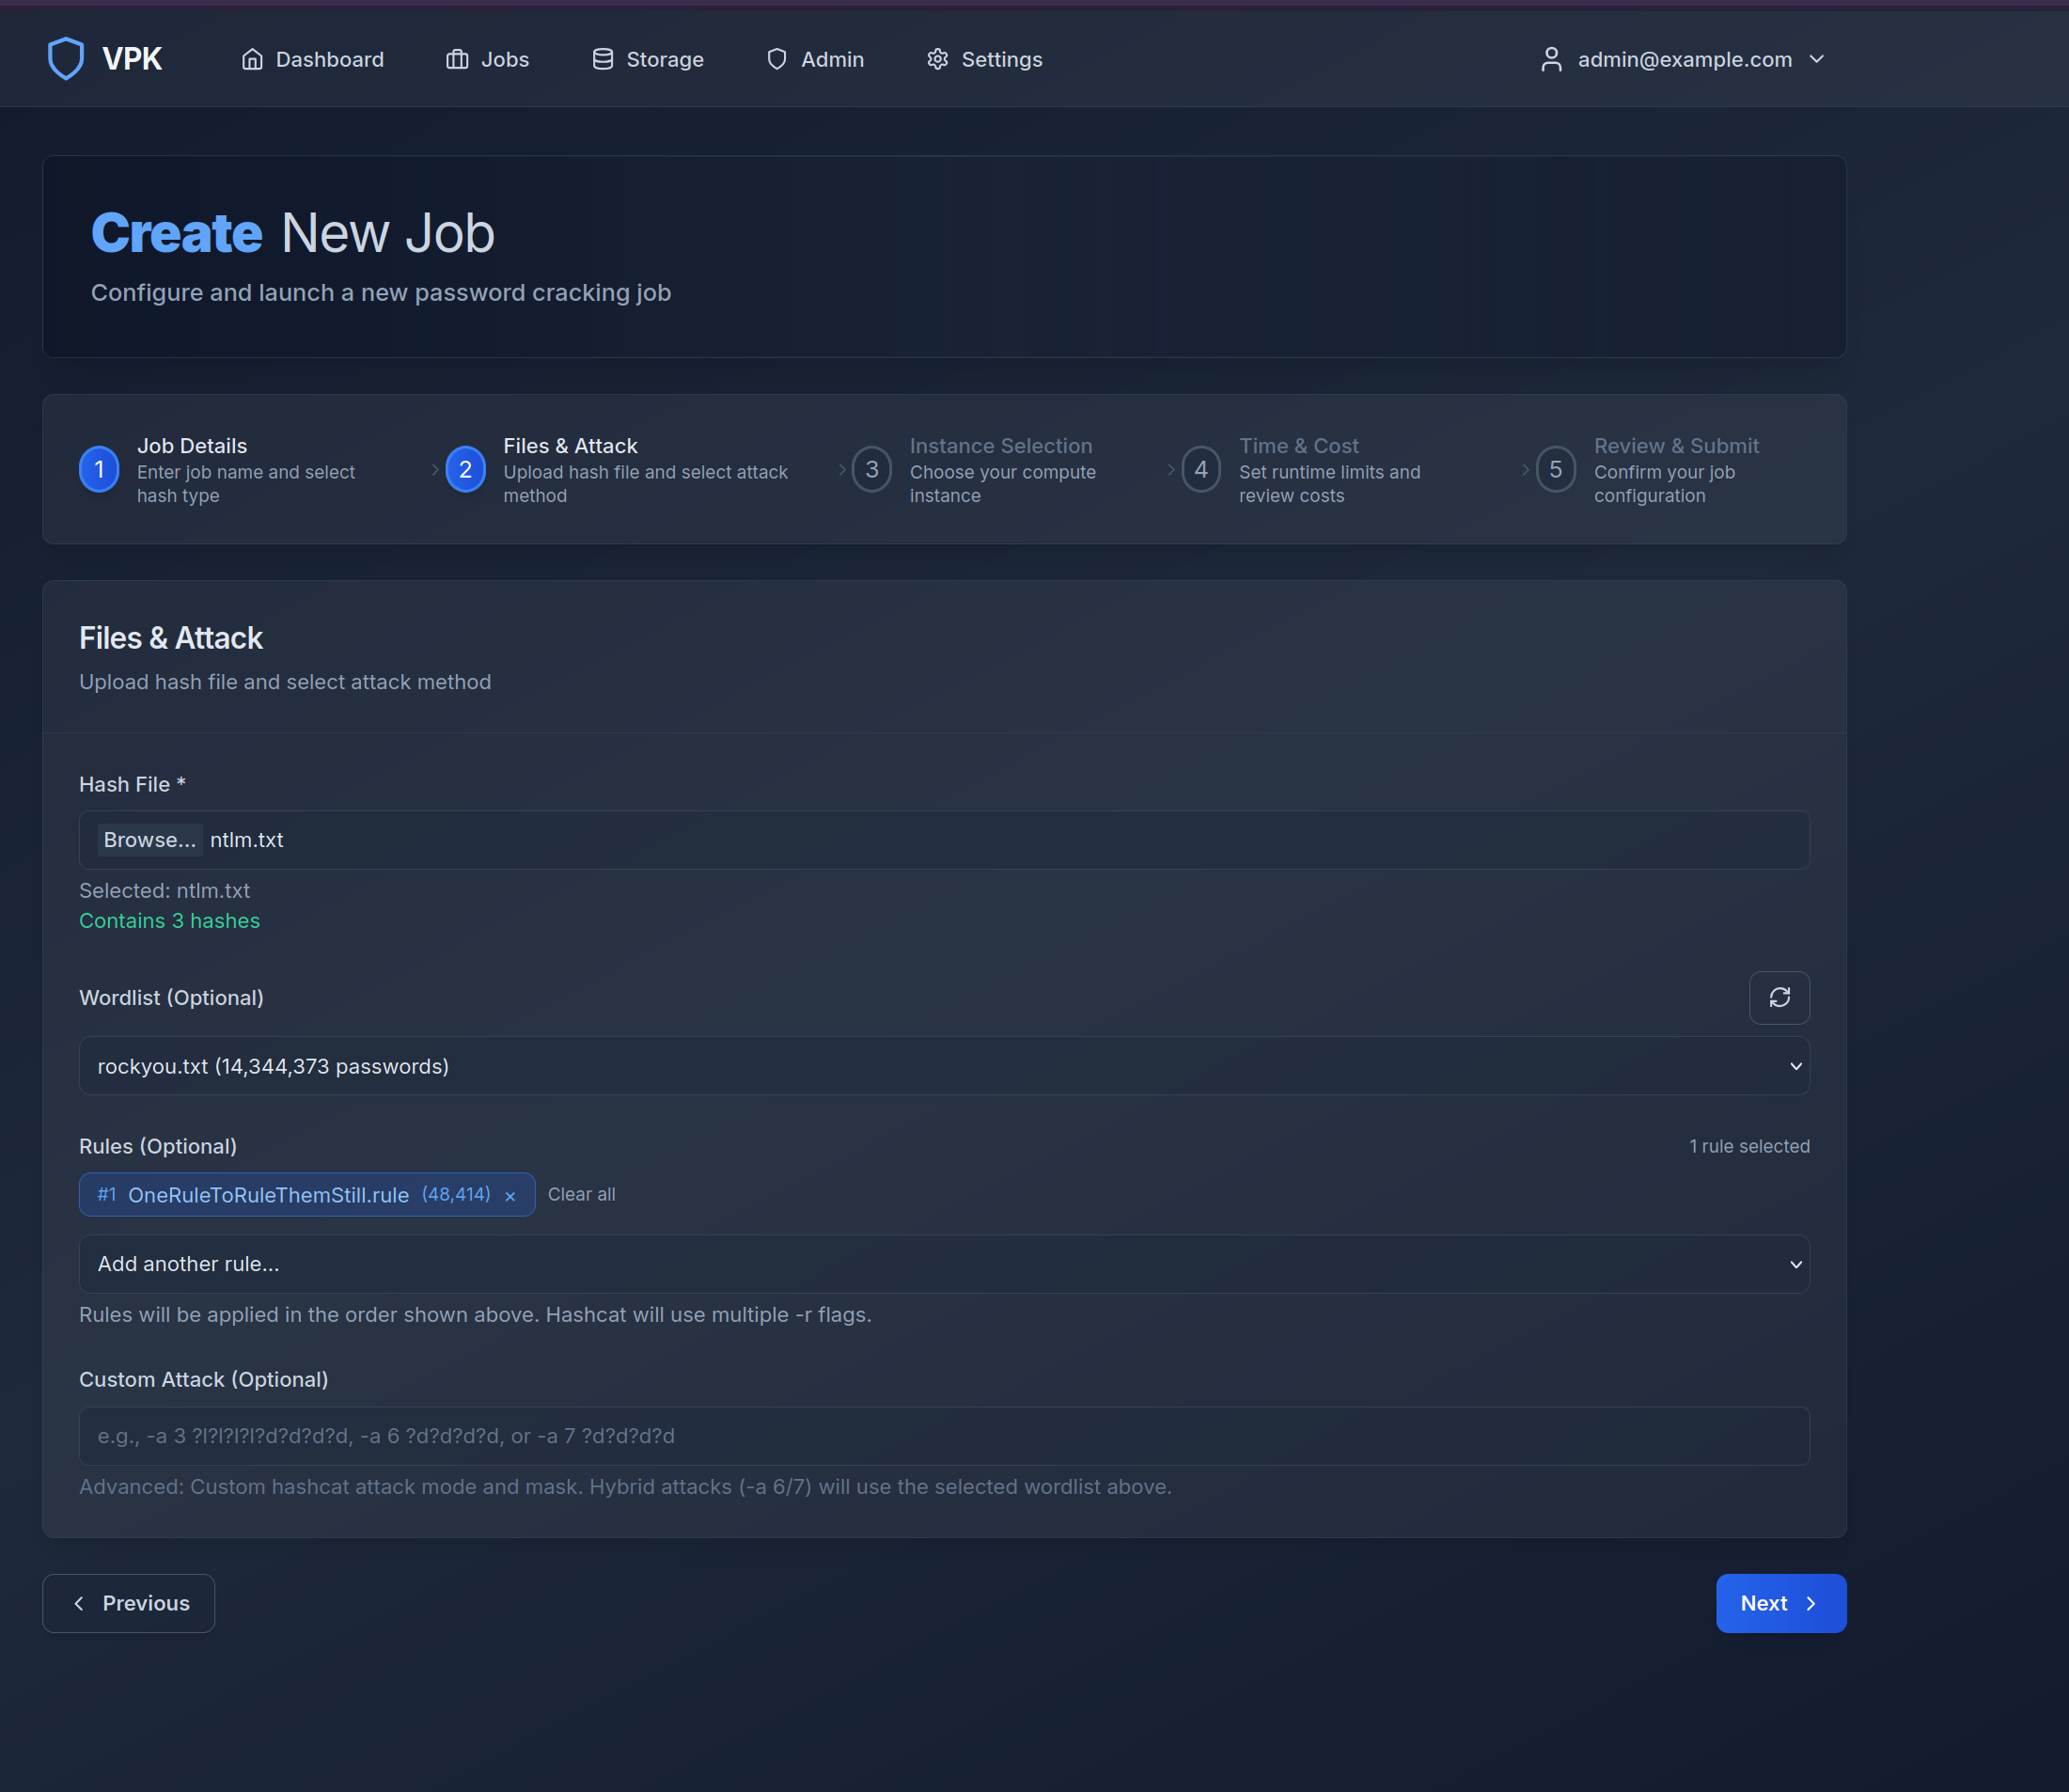 VPK
Dashboard
Jobs
Storage
Admin
Settings
admin@example.com
Create New Job
Configure and launch a new password cracking job
1
Job Details
Enter job name and select
hash type
2
Files & Attack
Upload hash file and select attack
method
3
Instance Selection
Choose your compute
instance
4
Time & Cost
Set runtime limits and
review costs
5
Review & Submit
Confirm your job
configuration
Files & Attack
Upload hash file and select attack method
Hash File *
Browse... ntlm.txt
Selected: ntlm.txt
Contains 3 hashes
Wordlist (Optional)
rockyou.txt (14,344,373 passwords)
Rules (Optional)
1 rule selected
#1 OneRuleToRuleThemStill.rule (48,414) × Clear all
Add another rule...
Rules will be applied in the order shown above. Hashcat will use multiple -r flags.
Custom Attack (Optional)
e.g., -a 3 ?l?l?l?l?d?d?d?d, -a 6 ?d?d?d?d, or -a 7 ?d?d?d?d
Advanced: Custom hashcat attack mode and mask. Hybrid attacks (-a 6/7) will use the selected wordlist above.
Previous
Next